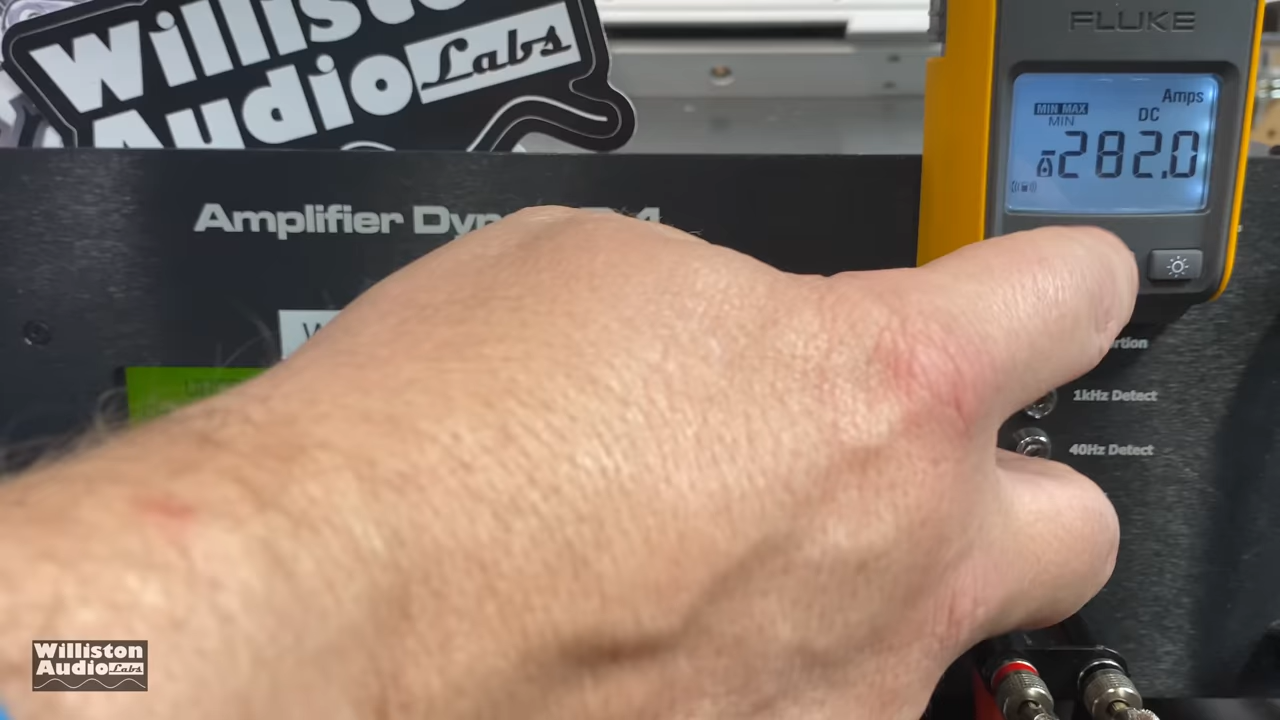 Williston
Audio Labs
FLUKE
Amps
MIN MAX
MIN
DC
-282.0
Amplifier
1kHz Detect
40Hz Detect
Williston
Audio Labs